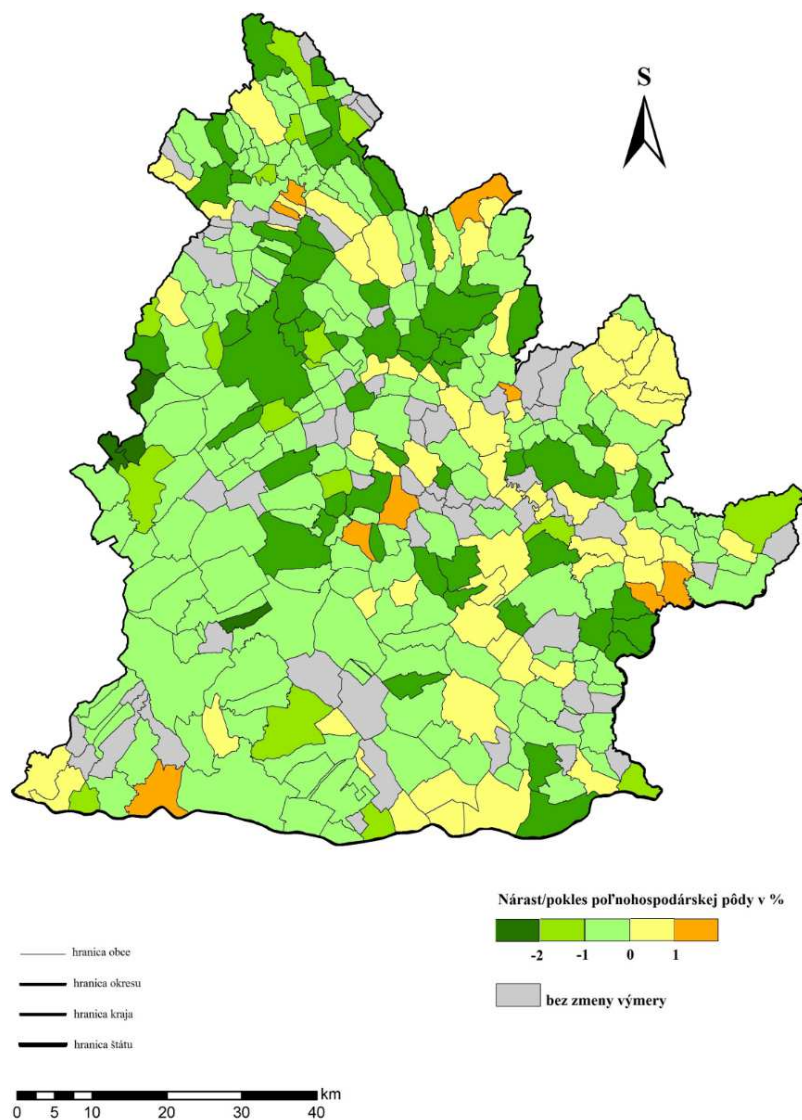 S
Nárast/pokles poľnohospodárskej pôdy v %
-2 -1 0 1
bez zmeny výmery
hranica obce
hranica okresu
hranica kraja
hranica štátu
km
0 5 10 20 30 40